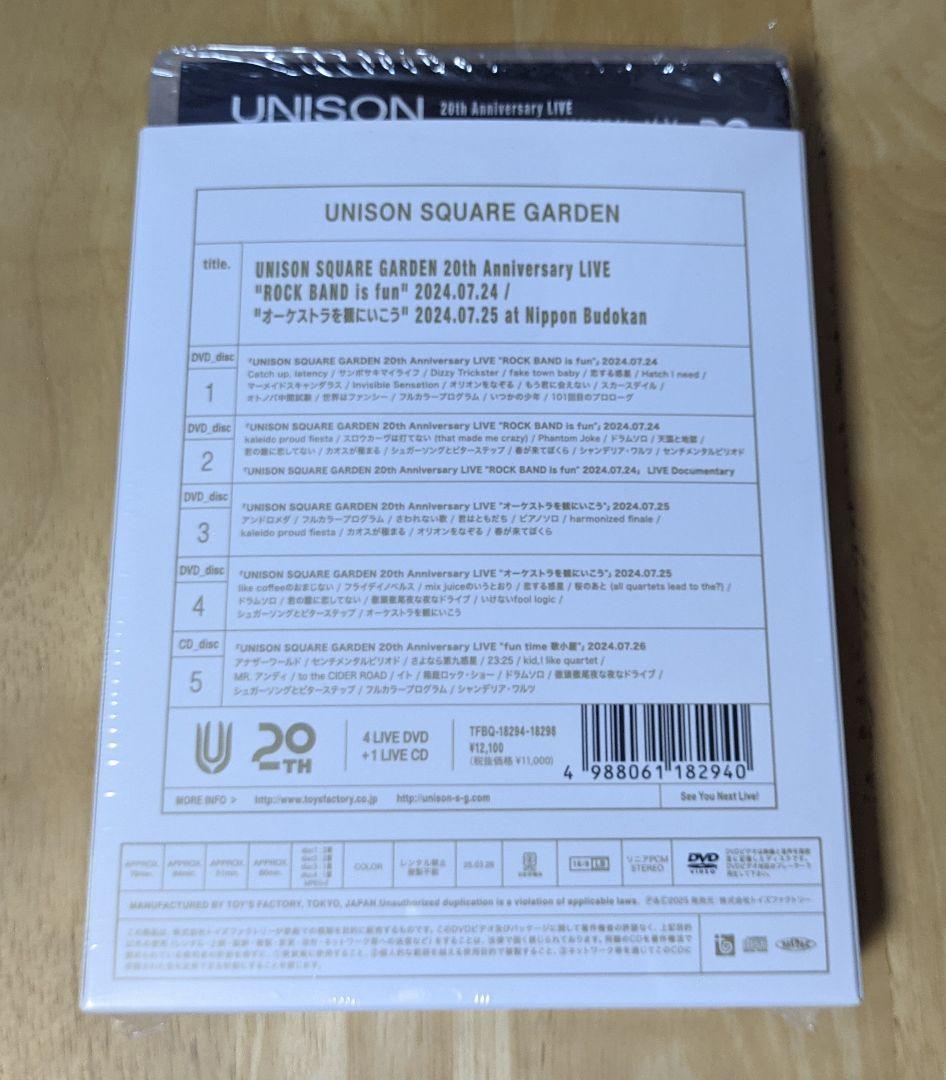 UNISON 20th Anniversary LIVE
UNISON SQUARE GARDEN
title.
UNISON SQUARE GARDEN 20th Anniversary LIVE
"ROCK BAND is fun" 2024.07.24 /
"オーケストラを観にいこう" 2024.07.25 at Nippon Budokan
DVD_disc
1
『UNISON SQUARE GARDEN 20th Anniversary LIVE "ROCK BAND is fun"』2024.07.24
Catch up, latency / サンポサキマイライフ / Dizzy Trickster / fake town baby / 恋する惑星 / Hatch I need /
マーメイドスキャンダラス / Invisible Sensation / オリオンをなぞる / もう君に会えない / スカースデイル /
オトノバ中間試験 / 世界はファンシー / フルカラープログラム / いつかの少年 / 101回目のプロローグ
DVD_disc
2
『UNISON SQUARE GARDEN 20th Anniversary LIVE "ROCK BAND is fun"』2024.07.24
kaleido proud fiesta / スロウカーヴは打てない (that made me crazy) / Phantom Joke / ドラムソロ / 天国と地獄 /
君の瞳に恋してない / カオスが極まる / シュガーソングとビターステップ / 春が来てぼくら / シャンデリア・ワルツ / センチメンタルピリオド
『UNISON SQUARE GARDEN 20th Anniversary LIVE "ROCK BAND is fun" 2024.07.24』 LIVE Documentary
DVD_disc
3
『UNISON SQUARE GARDEN 20th Anniversary LIVE "オーケストラを観にいこう"』2024.07.25
アンドロメダ / フルカラープログラム / さわれない歌 / 君はともだち / ピアノソロ / harmonized finale /
kaleido proud fiesta / カオスが極まる / オリオンをなぞる / 春が来てぼくら
DVD_disc
4
『UNISON SQUARE GARDEN 20th Anniversary LIVE "オーケストラを観にいこう"』2024.07.25
like coffeeのおまじない / フライデイノベルス / mix juiceのいうとおり / 恋する惑星 / 桜のあと (all quartets lead to the?) /
ドラムソロ / 君の瞳に恋してない / 徹頭徹尾夜な夜なドライブ / いけないfool logic /
シュガーソングとビターステップ / オーケストラを観にいこう
CD_disc
5
『UNISON SQUARE GARDEN 20th Anniversary LIVE "fun time 歌小屋"』2024.07.26
アナザーワールド / センチメンタルピリオド / さよなら第九惑星 / 23:25 / kid, I like quartet /
MR. アンディ / to the CIDER ROAD / イト / 箱庭ロック・ショー / ドラムソロ / 徹頭徹尾夜な夜なドライブ /
シュガーソングとビターステップ / フルカラープログラム / シャンデリア・ワルツ
U
20TH
4 LIVE DVD
+1 LIVE CD
TFBQ-18294-18298
¥12,100
(税抜価格 ¥11,000)
4 988061 182940
MORE INFO > http://www.toysfactory.co.jp http://unison-s-g.com
See You Next Live!
APPROX. APPROX. APPROX. APPROX.
COLOR
レンタル禁止
複製不能
16:9 LB
リニアPCM
STEREO
DVD
VIDEO
MANUFACTURED BY TOY'S FACTORY, TOKYO, JAPAN.Unauthorized duplication is a violation of applicable laws. ℗&©2025 発売元：株式会社トイズファクトリー